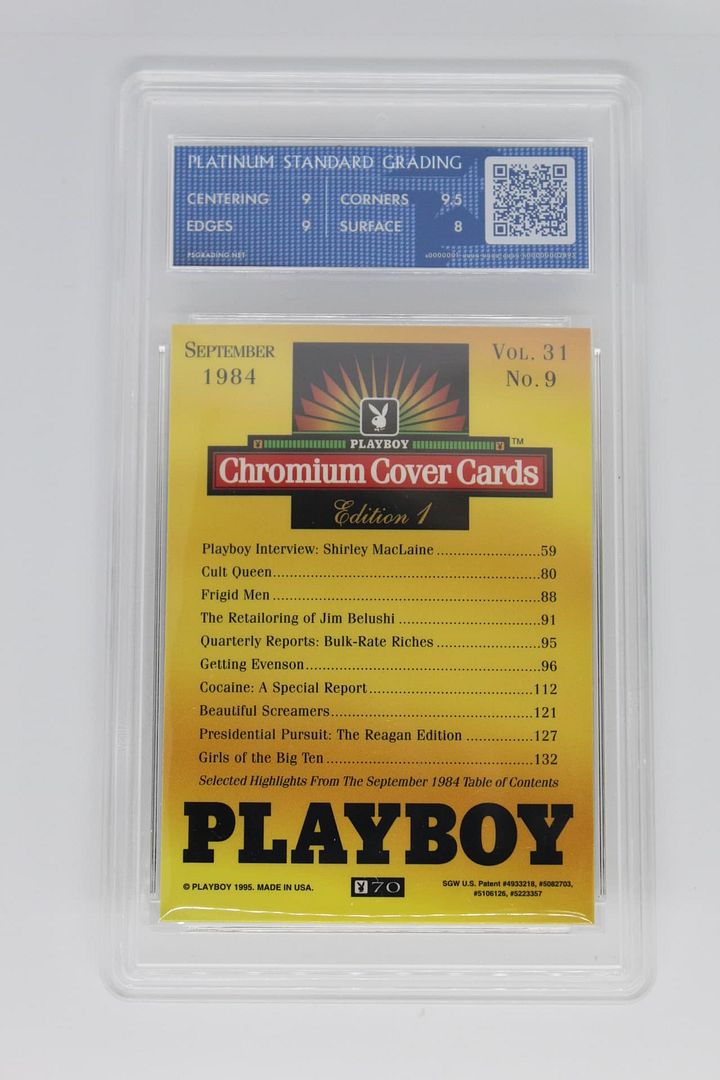 PLATINUM STANDARD GRADING
CENTERING 9 CORNERS 9.5
EDGES 9 SURFACE 8
PSGRADING.NET
SEPTEMBER 1984
VOL. 31 No. 9
PLAYBOY
TM
Chromium Cover Cards
Edition 1
Playboy Interview: Shirley MacLaine ........................59
Cult Queen..............................................................80
Frigid Men ..............................................................88
The Retailoring of Jim Belushi ................................91
Quarterly Reports: Bulk-Rate Riches........................95
Getting Evenson......................................................96
Cocaine: A Special Report......................................112
Beautiful Screamers...............................................121
Presidential Pursuit: The Reagan Edition ...............127
Girls of the Big Ten ................................................132
Selected Highlights From The September 1984 Table of Contents
PLAYBOY
© PLAYBOY 1995. MADE IN USA.
70
SGW U.S. Patent #4933218, #5082703,
#5106126, #5223357